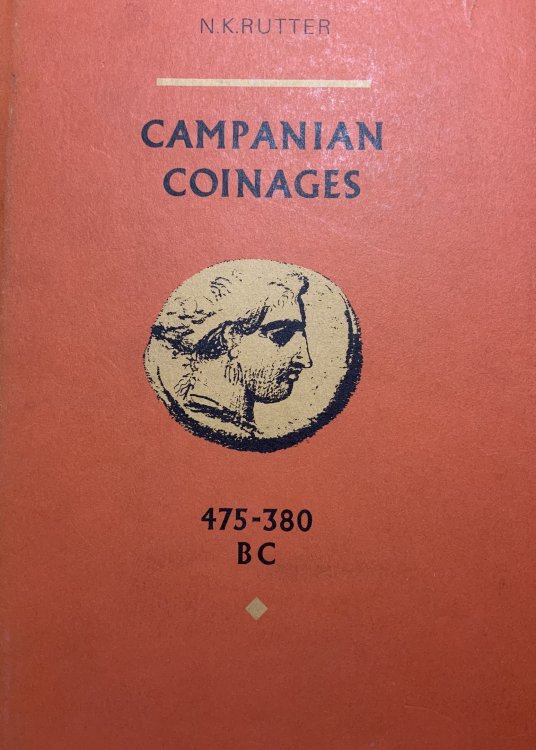 N.K.RUTTER
CAMPANIAN
COINAGES
475-380
BC